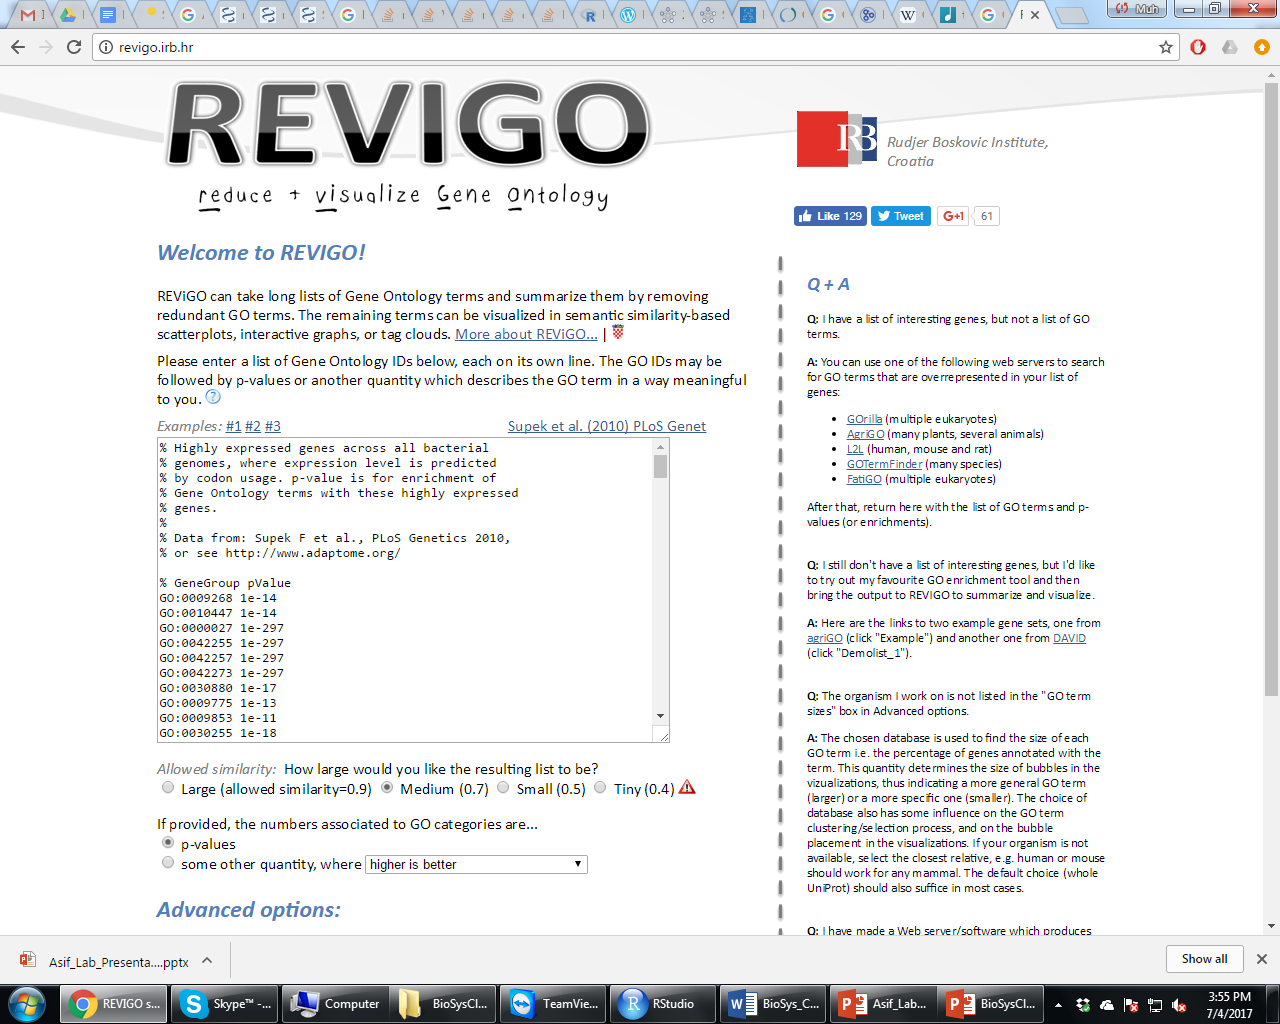 Muh
revigo.irb.hr
REVIGO
reduce + visualize Gene Ontology
RB
Rudjer Boskovic Institute,
Croatia
Like 129
Tweet
G+1
61
Welcome to REVIGO!
REViGO can take long lists of Gene Ontology terms and summarize them by removing
redundant GO terms. The remaining terms can be visualized in semantic similarity-based
scatterplots, interactive graphs, or tag clouds. More about REViGO... |
Please enter a list of Gene Ontology IDs below, each on its own line. The GO IDs may be
followed by p-values or another quantity which describes the GO term in a way meaningful
to you.
Examples: #1 #2 #3
Supek et al. (2010) PLoS Genet
% Highly expressed genes across all bacterial
% genomes, where expression level is predicted
% by codon usage. p-value is for enrichment of
% Gene Ontology terms with these highly expressed
% genes.
%
% Data from: Supek F et al., PLoS Genetics 2010,
% or see http://www.adaptome.org/
% GeneGroup pValue
GO:0009268 1e-14
GO:0010447 1e-14
GO:0000027 1e-297
GO:0042255 1e-297
GO:0042257 1e-297
GO:0042273 1e-297
GO:0030880 1e-17
GO:0009775 1e-13
GO:0009853 1e-11
GO:0030255 1e-18
Allowed similarity: How large would you like the resulting list to be?
Large (allowed similarity=0.9) Medium (0.7) Small (0.5) Tiny (0.4)
If provided, the numbers associated to GO categories are...
p-values
some other quantity, where higher is better
Advanced options:
Q + A
Q: I have a list of interesting genes, but not a list of GO
terms.
A: You can use one of the following web servers to search
for GO terms that are overrepresented in your list of
genes:
GOrilla (multiple eukaryotes)
AgriGO (many plants, several animals)
L2L (human, mouse and rat)
GOTermFinder (many species)
FatiGO (multiple eukaryotes)
After that, return here with the list of GO terms and p-
values (or enrichments).
Q: I still don't have a list of interesting genes, but I'd like
to try out my favourite GO enrichment tool and then
bring the output to REVIGO to summarize and visualize.
A: Here are the links to two example gene sets, one from
agriGO (click "Example") and another one from DAVID
(click "Demolist_1").
Q: The organism I work on is not listed in the "GO term
sizes" box in Advanced options.
A: The chosen database is used to find the size of each
GO term i.e. the percentage of genes annotated with the
term. This quantity determines the size of bubbles in the
vizualizations, thus indicating a more general GO term
(larger) or a more specific one (smaller). The choice of
database also has some influence on the GO term
clustering/selection process, and on the bubble
placement in the visualizations. If your organism is not
available, select the closest relative, e.g. human or mouse
should work for any mammal. The default choice (whole
UniProt) should also suffice in most cases.
Q: I have made a Web server/software which produces
Asif_Lab_Presenta....pptx
Show all
REVIGO s...
Skype™ -...
Computer
BioSysCl...
TeamVie...
RStudio
BioSys_C...
Asif_Lab...
BioSysCl...
3:55 PM
7/4/2017